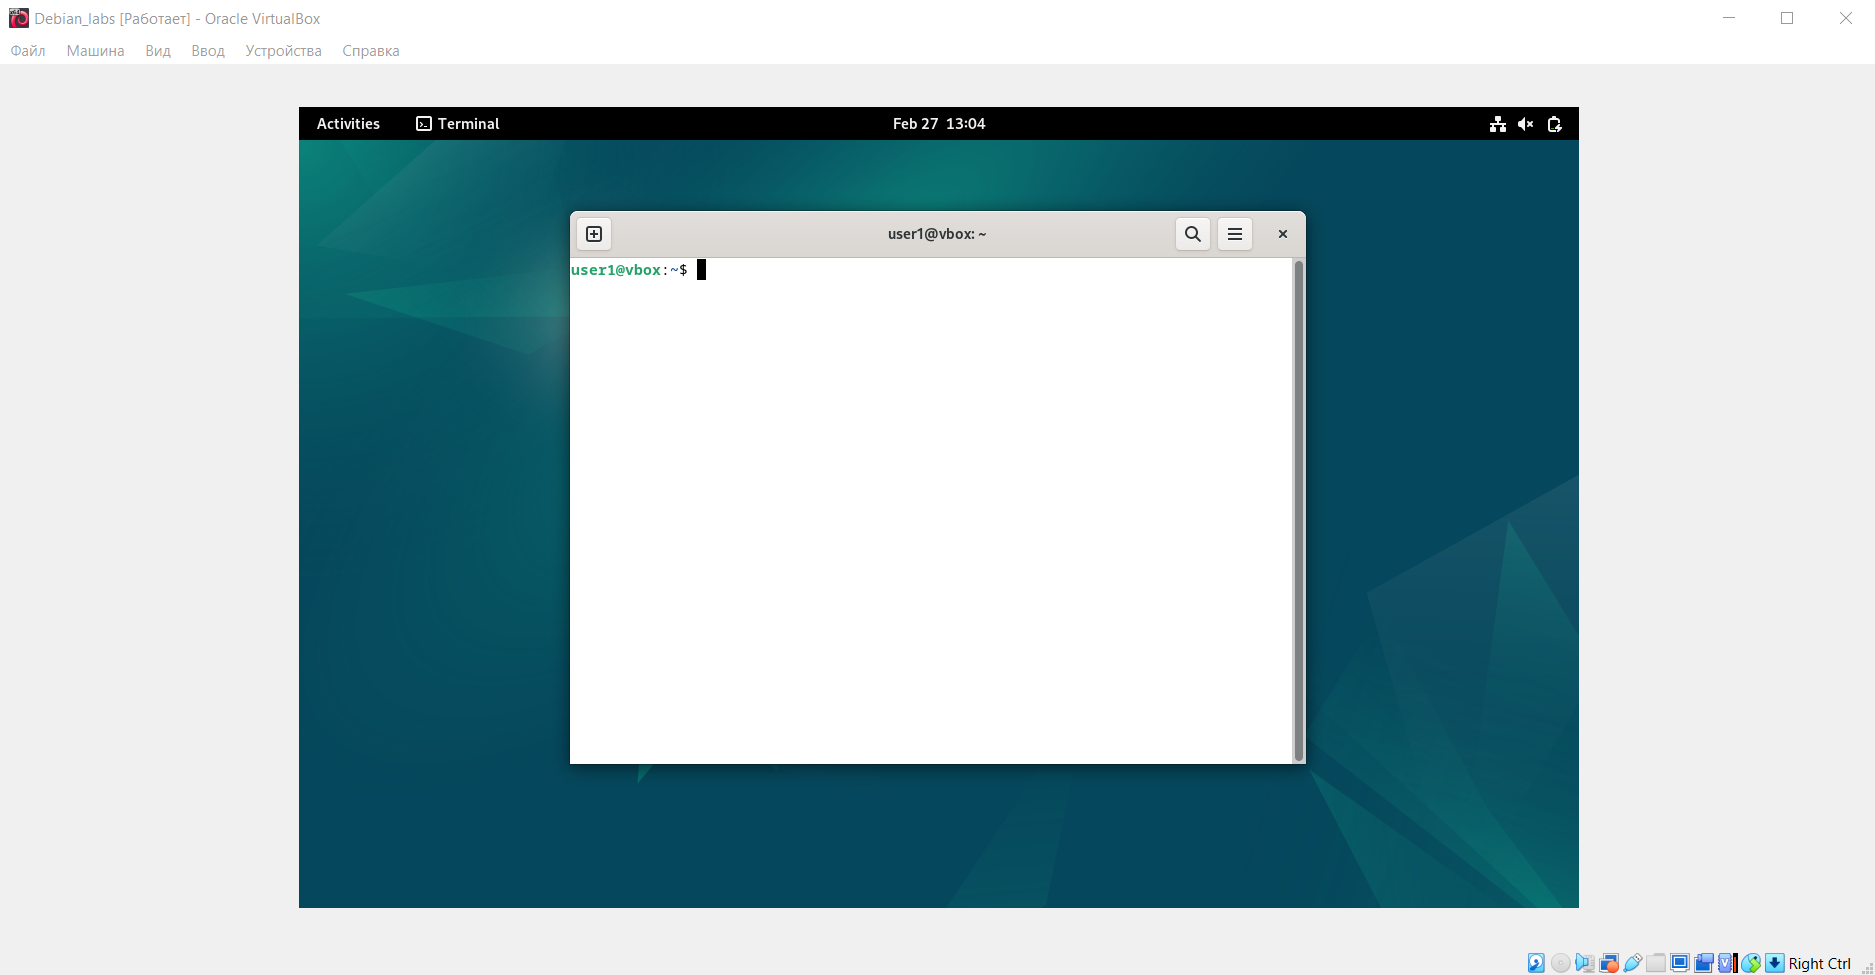 Debian_labs [Работает] - Oracle VirtualBox
Файл Машина Вид Ввод Устройства Справка
Activities Terminal Feb 27 13:04
user1@vbox: ~
user1@vbox:~$
Right Ctrl